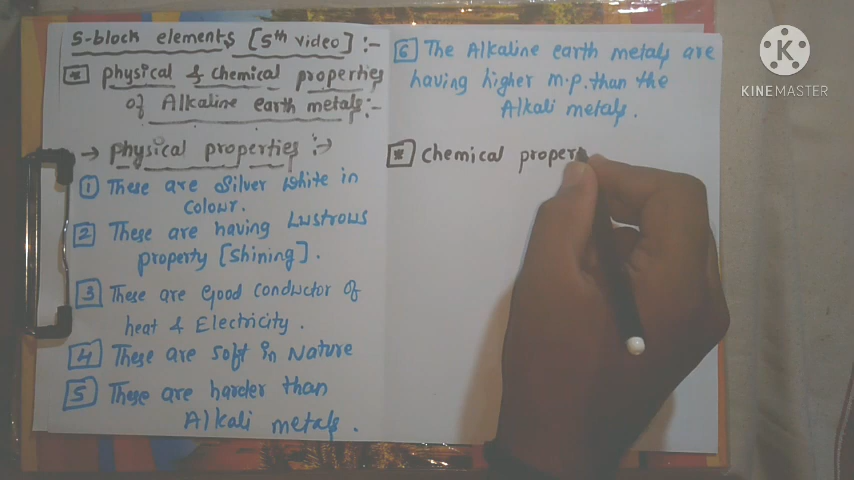 S-block elements [5th video] :-
* physical & chemical properties
of Alkaline earth metals:-
→ physical properties :→
1 These are Silver white in
colour.
2 These are having Lustrous
property [Shining].
3 These are Good conductor of
heat & Electricity.
4 These are soft in Nature
5 These are harder than
Alkali metals.
6 The Alkaline earth metals are
having higher m.p. than the
Alkali metals.
* Chemical proper
K
KINEMASTER